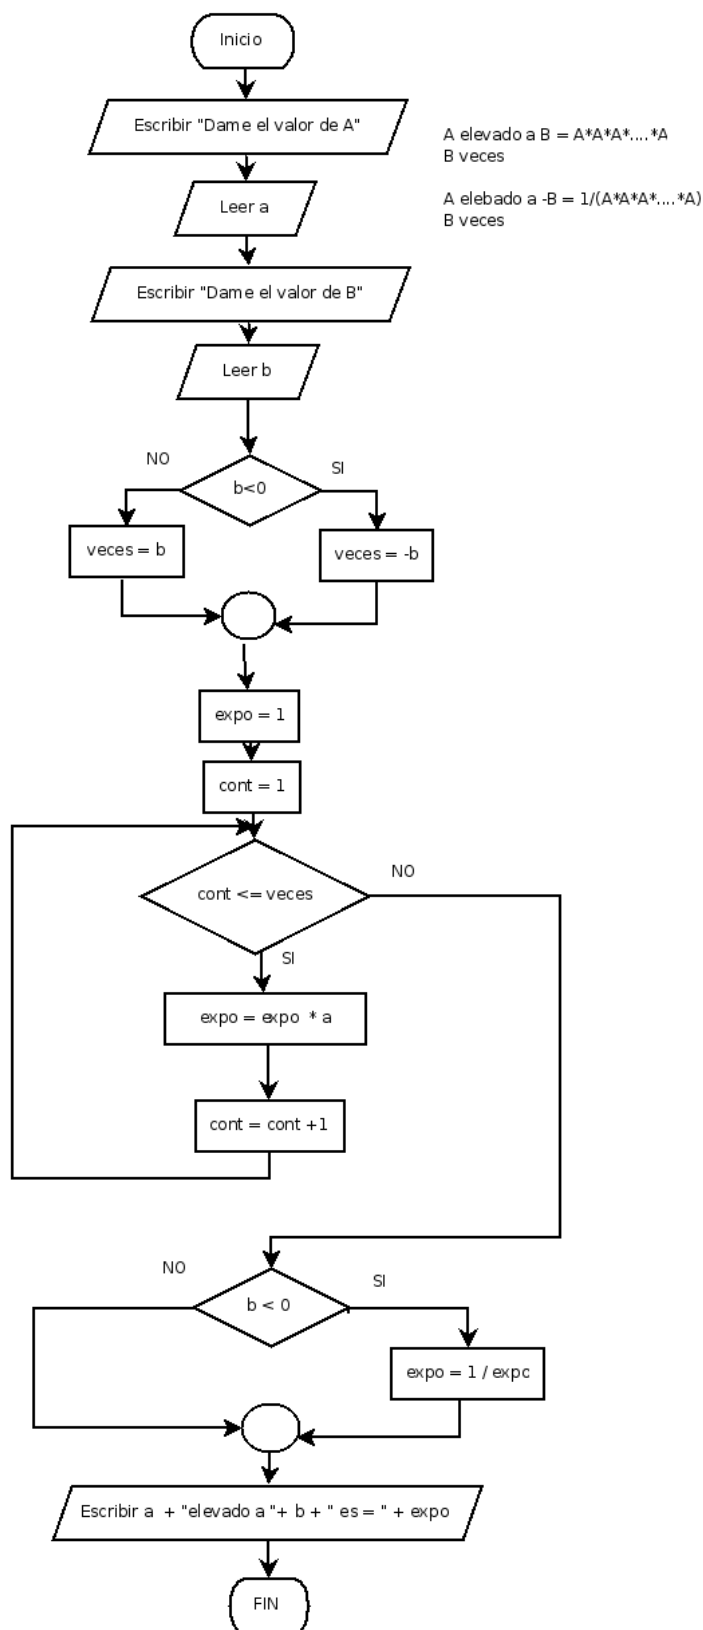 Inicio
Escribir "Dame el valor de A"
A elevado a B = A*A*A*....*A
B veces
Leer a
A elebado a -B = 1/(A*A*A*....*A)
B veces
Escribir "Dame el valor de B"
Leer b
NO
SI
b<0
veces = b
veces = -b
expo = 1
cont = 1
cont <= veces
NO
SI
expo = expo * a
cont = cont +1
NO
SI
b < 0
expo = 1 / expo
Escribir a + "elevado a "+ b + " es = " + expo
FIN